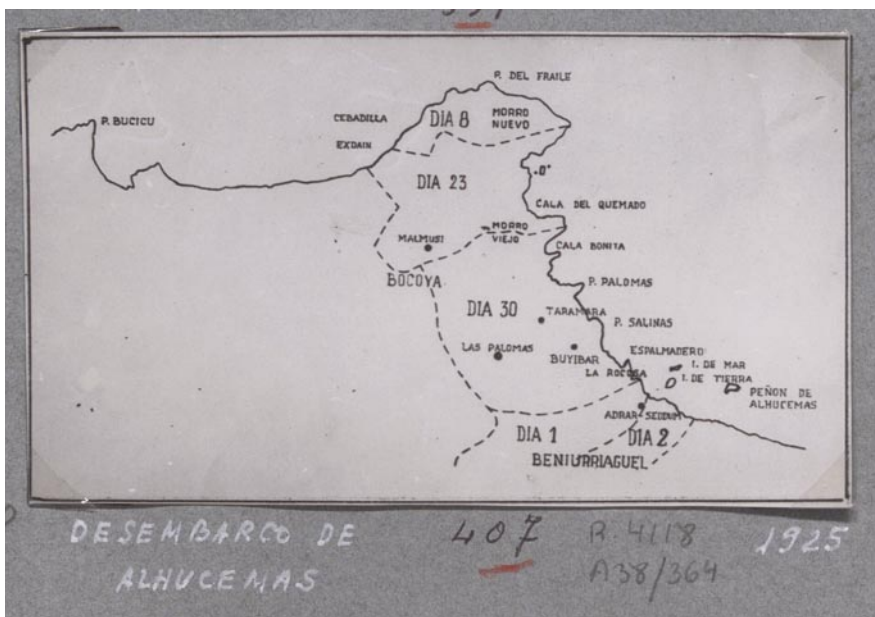 P. DEL FRAILE
P. BUCICU
CEBADILLA
DIA 8
MORRO
NUEVO
EXDAIN
DIA 23
CALA DEL QUEMADO
MORRO
VIEJO
MALMUSI
CALA BONITA
BOCOYA
P. PALOMAS
DIA 30
TARAMARA
P. SALINAS
LAS PALOMAS
BUYIBAR
ESPALMADERO
LA ROCOSA
I. DE MAR
I. DE TIERRA
PEÑON DE
ALHUCEMAS
ADRAR SEDDUM
DIA 1
DIA 2
BENIURRIAGUEL
DESEMBARCO DE
ALHUCEMAS
407
R. 4118
A38/364
1925